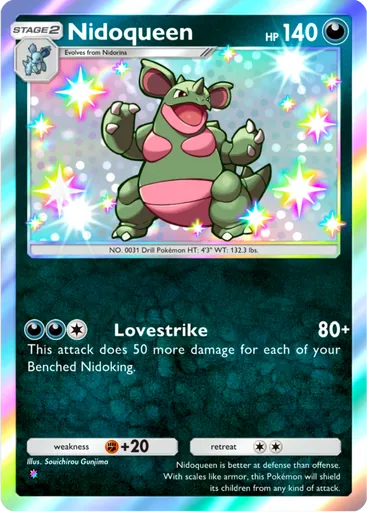 STAGE 2 Nidoqueen HP 140
Evolves from Nidorina
NO. 0031 Drill Pokémon HT: 4'3" WT: 132.3 lbs.
Lovestrike 80+
This attack does 50 more damage for each of your
Benched Nidoking.
weakness +20 retreat
Illus. Souichirou Gunjima
Nidoqueen is better at defense than offense.
With scales like armor, this Pokémon will shield
its children from any kind of attack.